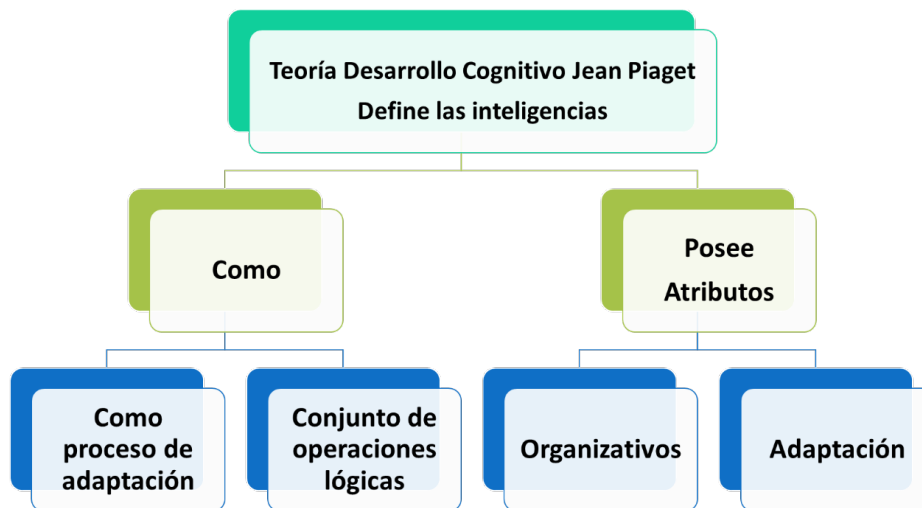 Teoría Desarrollo Cognitivo Jean Piaget
Define las inteligencias
Como
Posee
Atributos
Como
proceso de
adaptación
Conjunto de
operaciones
lógicas
Organizativos
Adaptación